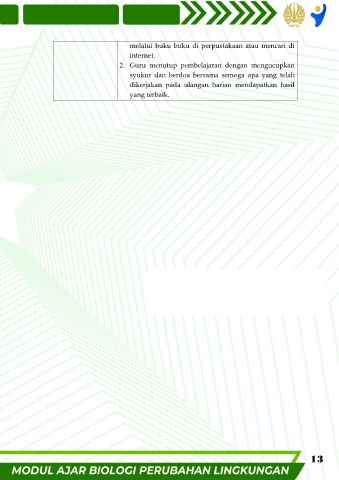 melalui buku buku di perpustakaan atau mencari di
internet.
2. Guru menutup pembelajaran dengan mengucupkan
syukur dan berdoa bersama semoga apa yang telah
dikerjakan pada ulangan harian mendapatkan hasil
yang terbaik.
13
MODUL AJAR BIOLOGI PERUBAHAN LINGKUNGAN